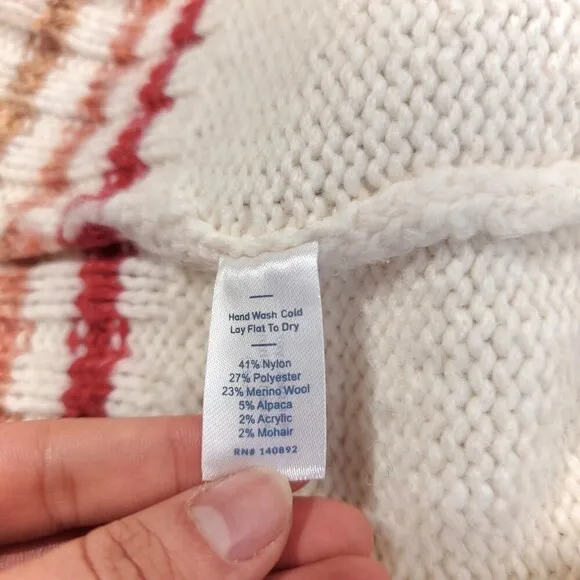 Hand Wash Cold
Lay Flat To Dry
41% Nylon
27% Polyester
23% Merino Wool
5% Alpaca
2% Acrylic
2% Mohair
RN# 140892